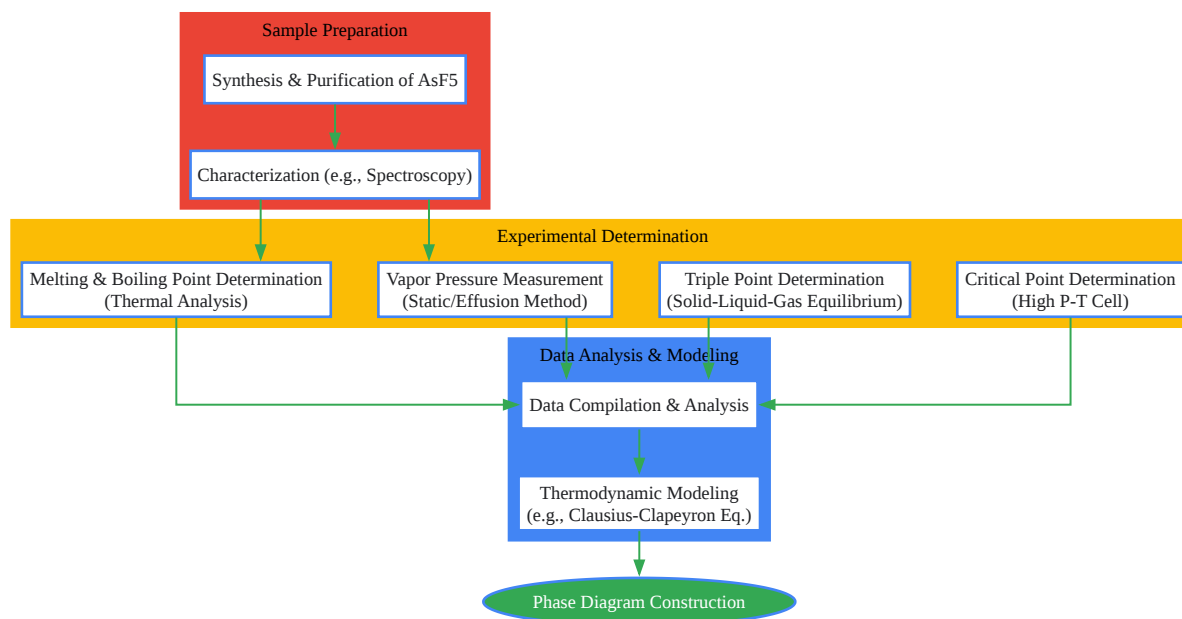 Sample Preparation
Synthesis & Purification of AsF5
Characterization (e.g., Spectroscopy)
Experimental Determination
Melting & Boiling Point Determination
(Thermal Analysis)
Vapor Pressure Measurement
(Static/Effusion Method)
Triple Point Determination
(Solid-Liquid-Gas Equilibrium)
Critical Point Determination
(High P-T Cell)
Data Analysis & Modeling
Data Compilation & Analysis
Thermodynamic Modeling
(e.g., Clausius-Clapeyron Eq.)
Phase Diagram Construction